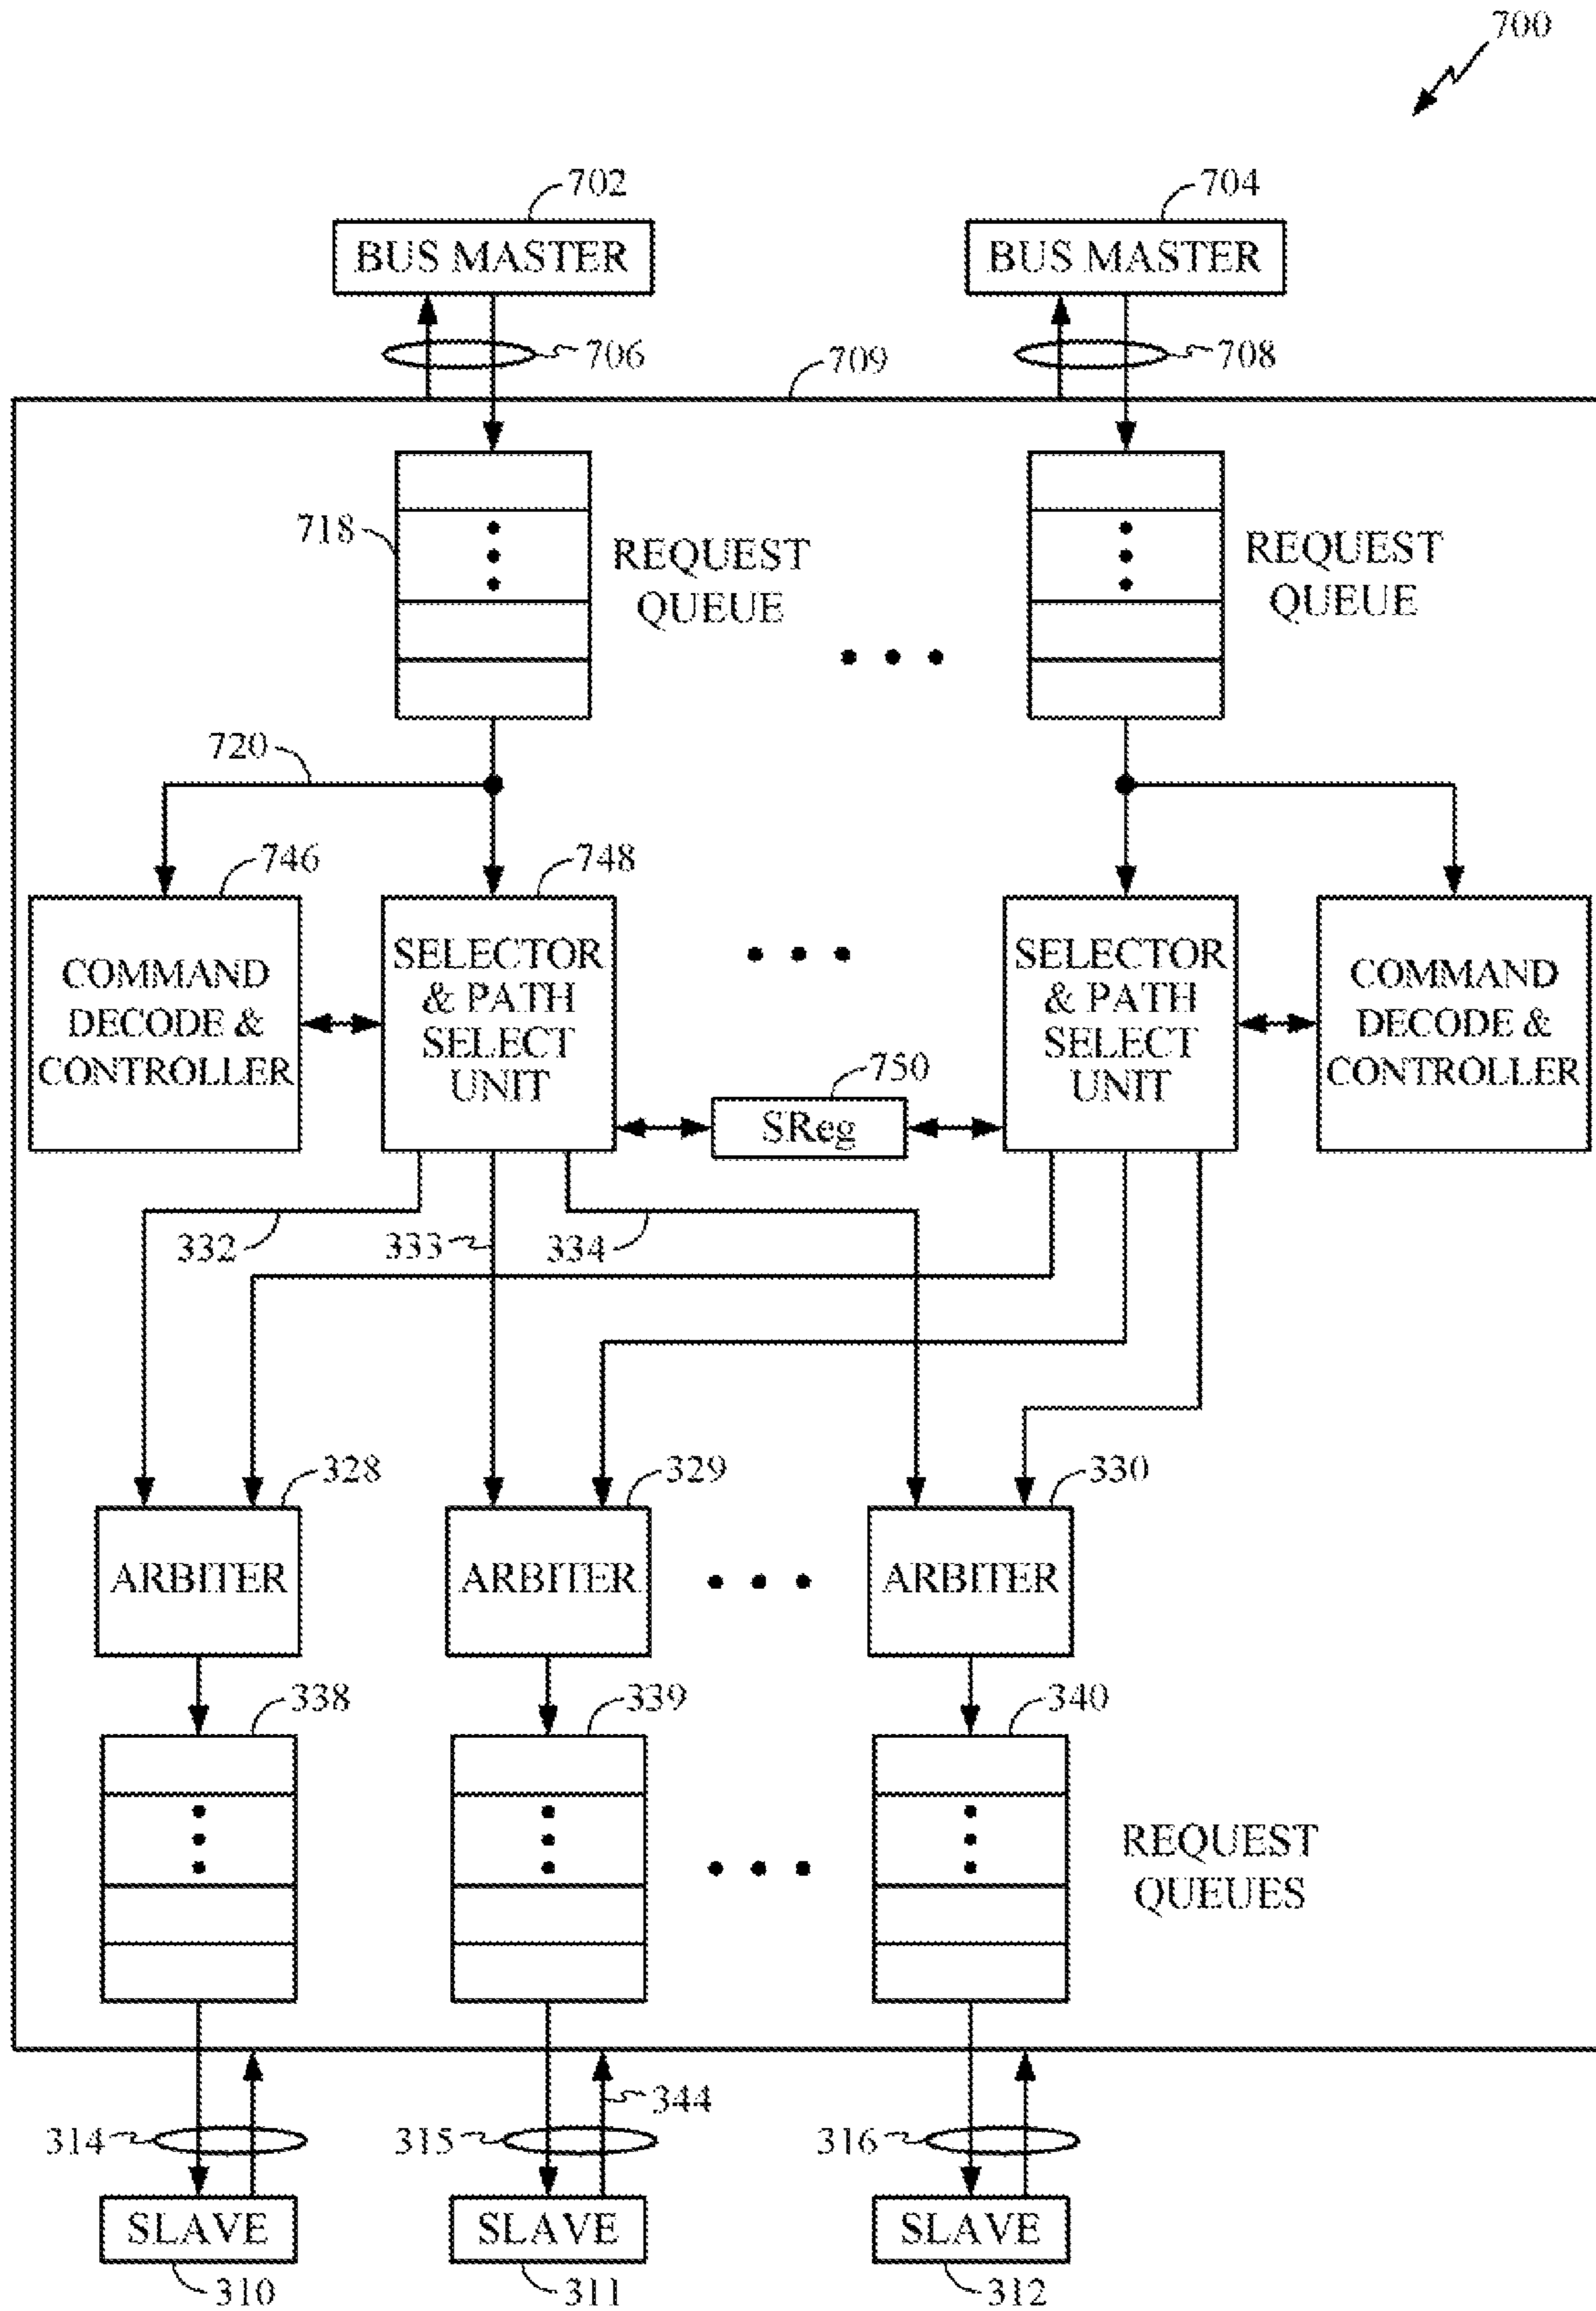 700
702
704
BUS MASTER
BUS MASTER
706
708
709
718
REQUEST
QUEUE
REQUEST
QUEUE
720
746
748
COMMAND
DECODE &
CONTROLLER
SELECTOR
& PATH
SELECT
UNIT
SELECTOR
& PATH
SELECT
UNIT
COMMAND
DECODE &
CONTROLLER
750
SReg
332
333
334
328
329
330
ARBITER
ARBITER
ARBITER
338
339
340
REQUEST
QUEUES
344
314
315
316
SLAVE
SLAVE
SLAVE
310
311
312